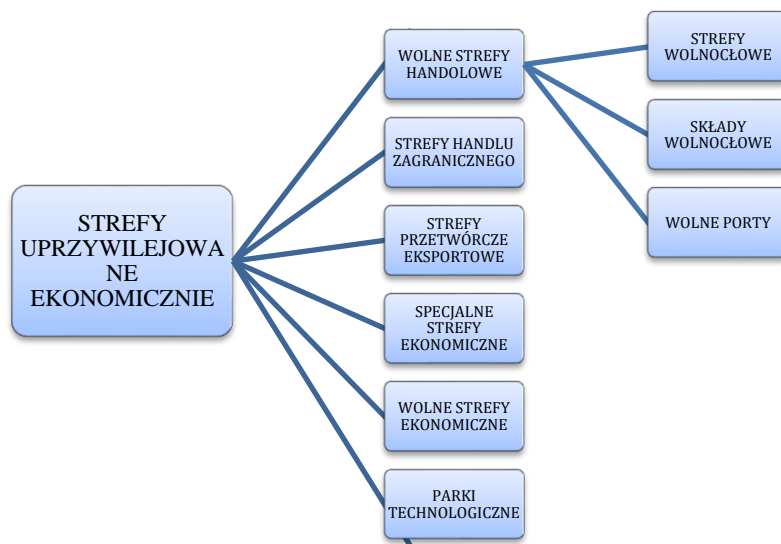 STREFY
UPRZYWILEJOWA
NE
EKONOMICZNIE
WOLNE STREFY
HANDOLOWE
STREFY HANDLU
ZAGRANICZNEGO
STREFY
PRZETWÓRCZE
EKSPORTOWE
SPECJALNE
STREFY
EKONOMICZNE
WOLNE STREFY
EKONOMICZNE
PARKI
TECHNOLOGICZNE
STREFY
WOLNOCŁOWE
SKŁADY
WOLNOCŁOWE
WOLNE PORTY